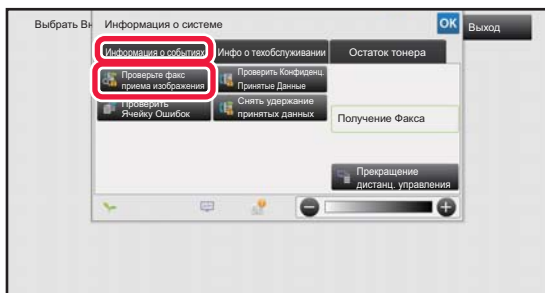 Выбрать Вн
Информация о системе
OK
Выход
Информация о событиях
Инфо о техобслуживании
Остаток тонера
Проверьте факс
приема изображения
Проверить Конфиденц.
Принятые Данные
Проверить
Ячейку Ошибок
Снять удержание
принятых данных
Получение Факса
Прекращение
дистанц. управления